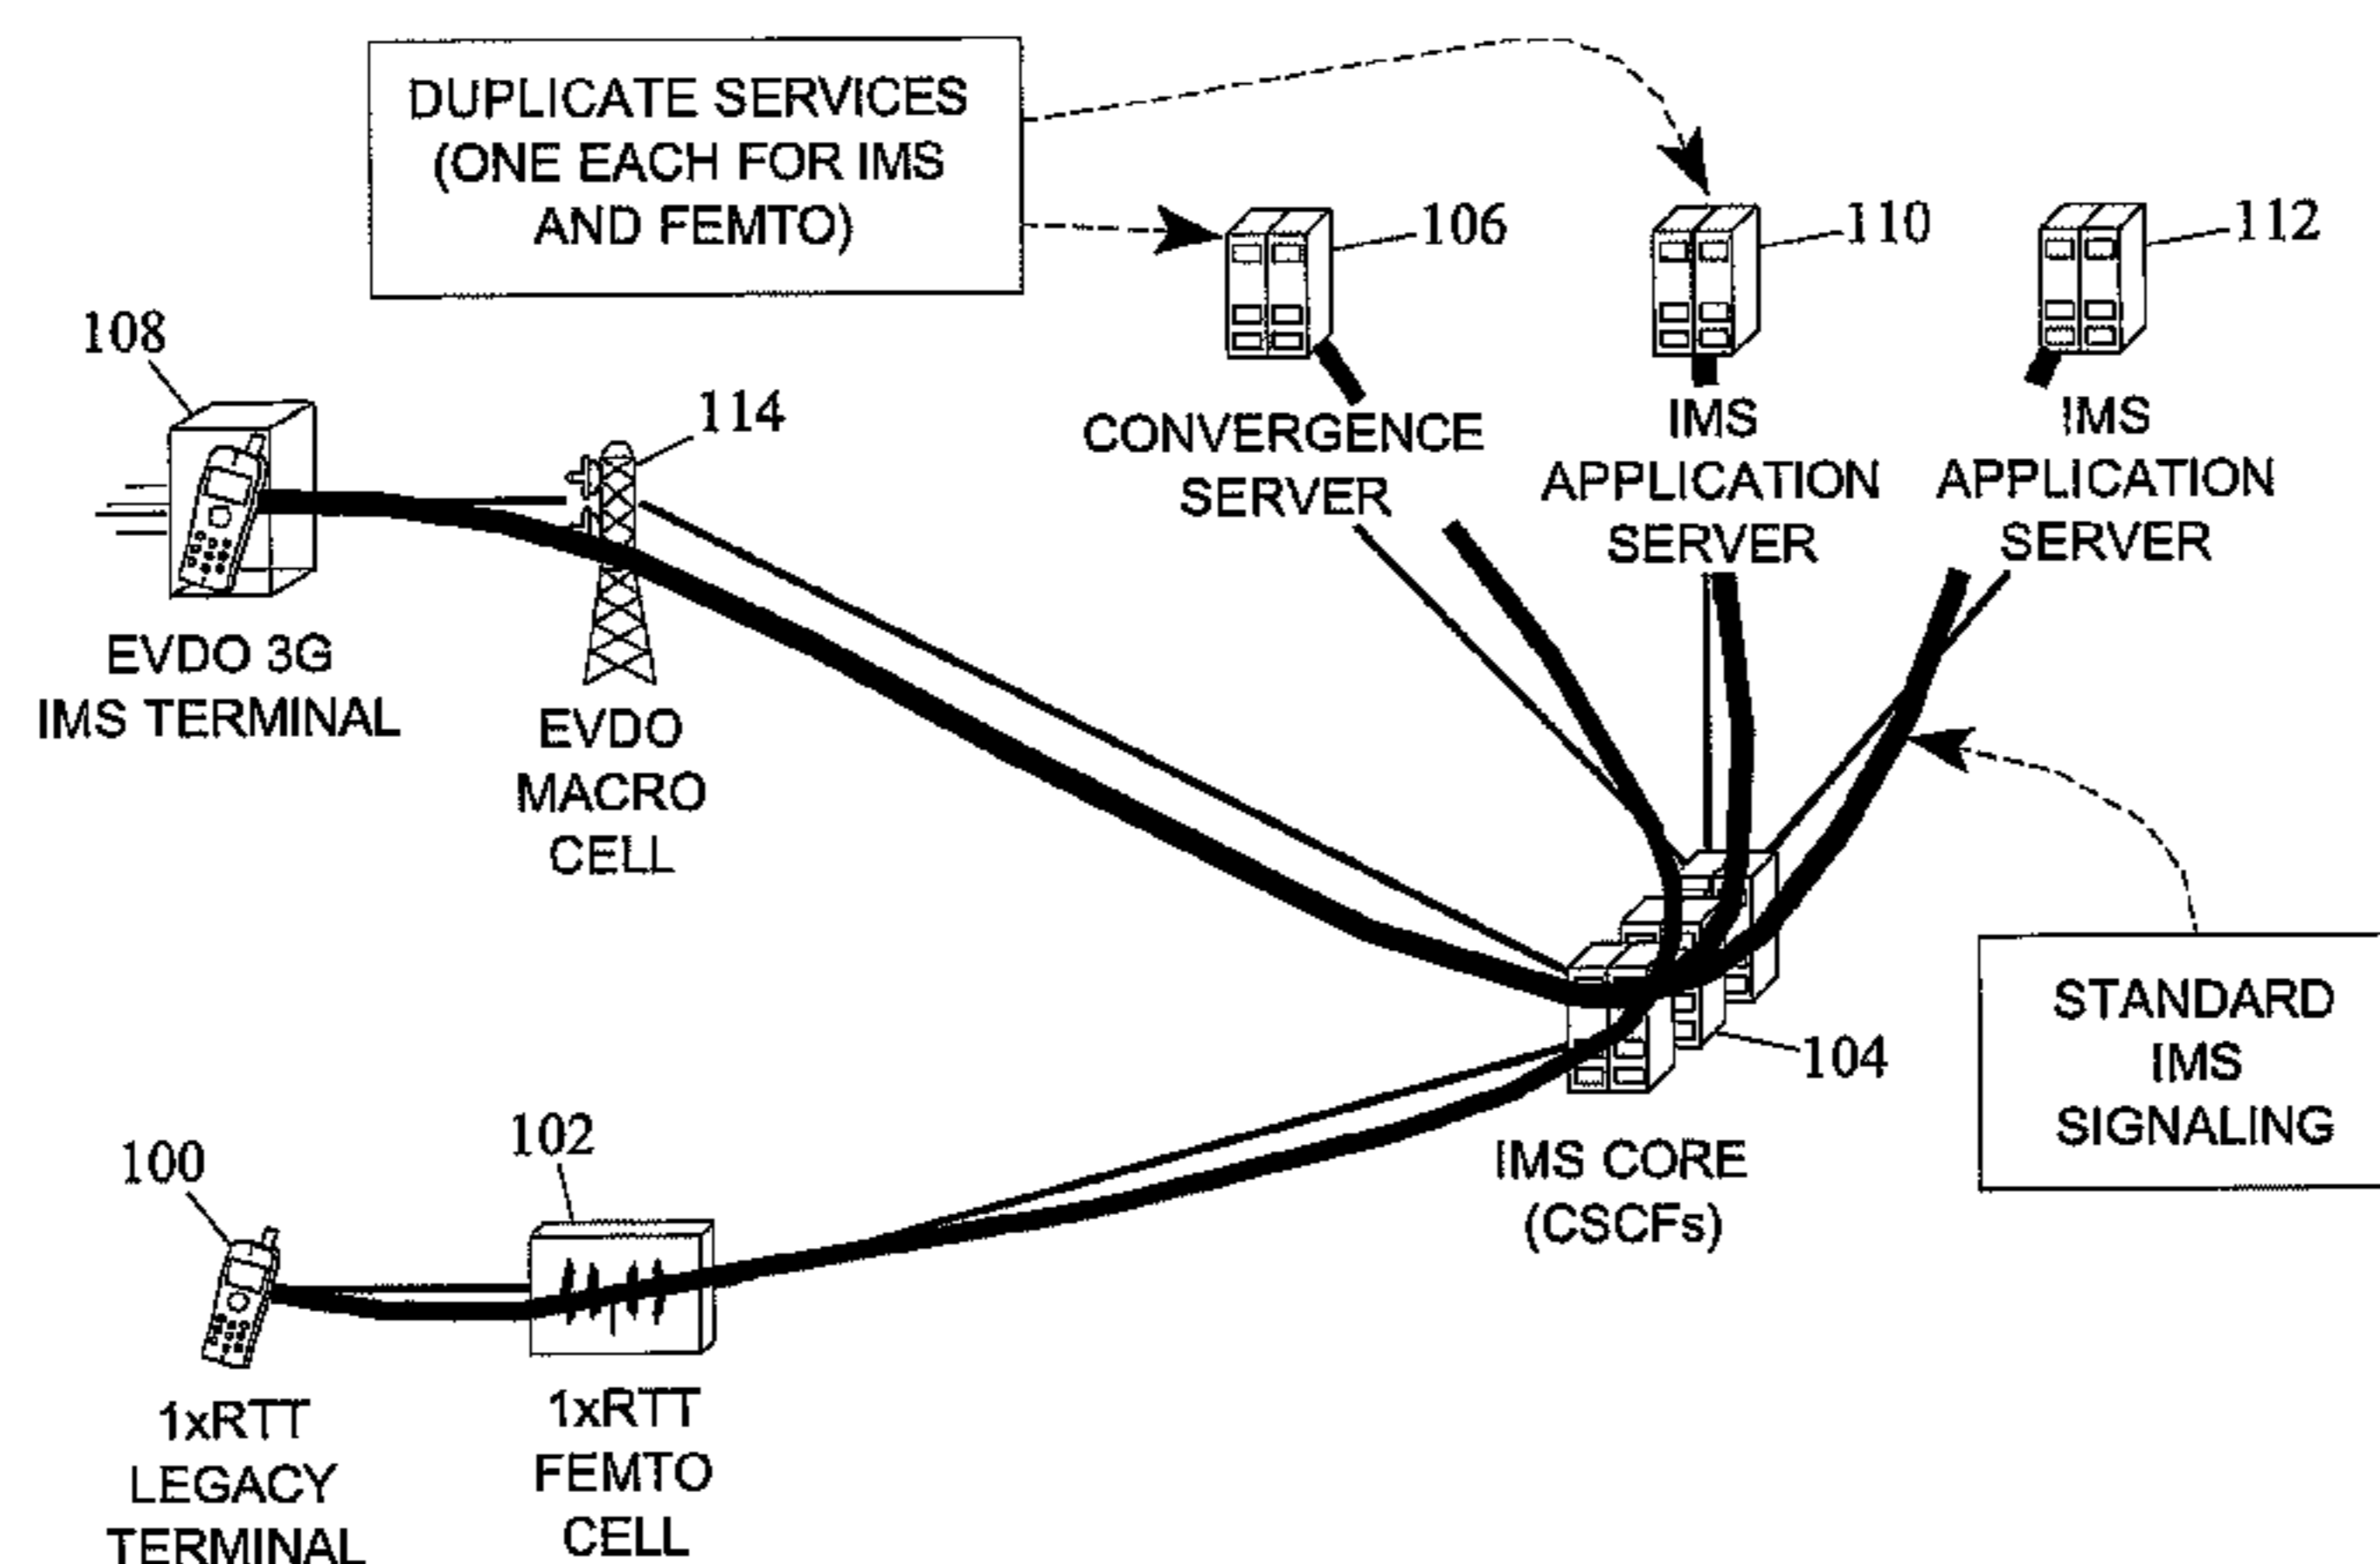 DUPLICATE SERVICES
(ONE EACH FOR IMS
AND FEMTO)
106
110
112
108
114
CONVERGENCE
SERVER
IMS
APPLICATION
SERVER
IMS
APPLICATION
SERVER
EVDO 3G
IMS TERMINAL
EVDO
MACRO
CELL
STANDARD
IMS
SIGNALING
104
IMS CORE
(CSCFs)
100
102
1xRTT
LEGACY
TERMINAL
1xRTT
FEMTO
CELL